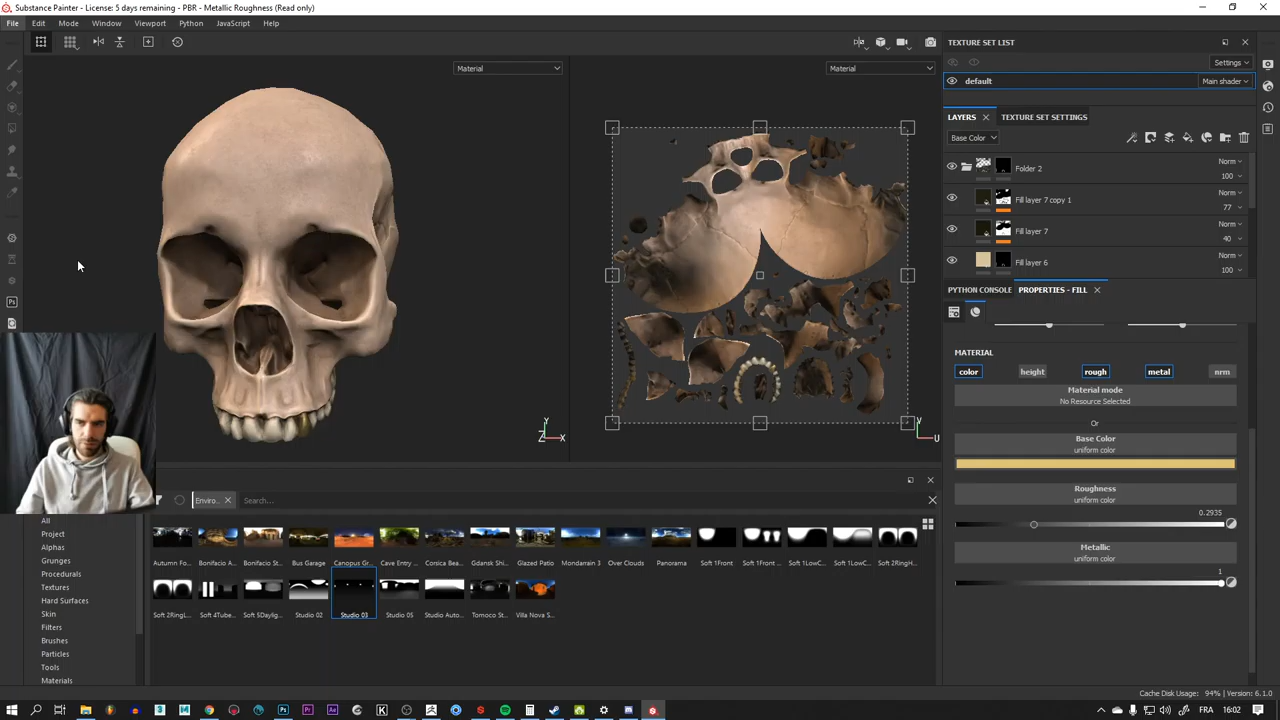 Substance Painter - License: 5 days remaining - PBR - Metallic Roughness (Read only)
File Edit Mode Window Viewport Python JavaScript Help
Material
Material
TEXTURE SET LIST
Settings
default
Main shader
LAYERS
TEXTURE SET SETTINGS
Base Color
Folder 2
Norm
100
Fill layer 7 copy 1
Norm
77
Fill layer 7
Norm
40
Fill layer 6
Norm
100
PYTHON CONSOLE
PROPERTIES - FILL
MATERIAL
color height rough metal nrm
Material mode
No Resource Selected
Or
Base Color
uniform color
Roughness
uniform color
0.2935
Metallic
uniform color
1
Y
Z X
V
U
Ps
Enviro...
Search...
All
Project
Alphas
Grunges
Procedurals
Textures
Hard Surfaces
Skin
Filters
Brushes
Particles
Tools
Materials
Autumn Fo... Bonifacio A... Bonifacio St... Bus Garage Canopus Gr... Cave Entry ... Corsica Bea... Gdansk Shi... Glazed Patio Mondarrain 3 Over Clouds Panorama Soft 1Front Soft 1Front ... Soft 1LowC... Soft 1LowC... Soft 2RingH...
Soft 2RingL... Soft 4Tube... Soft 5Daylig... Studio 02 Studio 03 Studio 05 Studio Auto... Tomoco St... Villa Nova S...
Cache Disk Usage: 94% | Version: 6.1.0
FRA 16:02